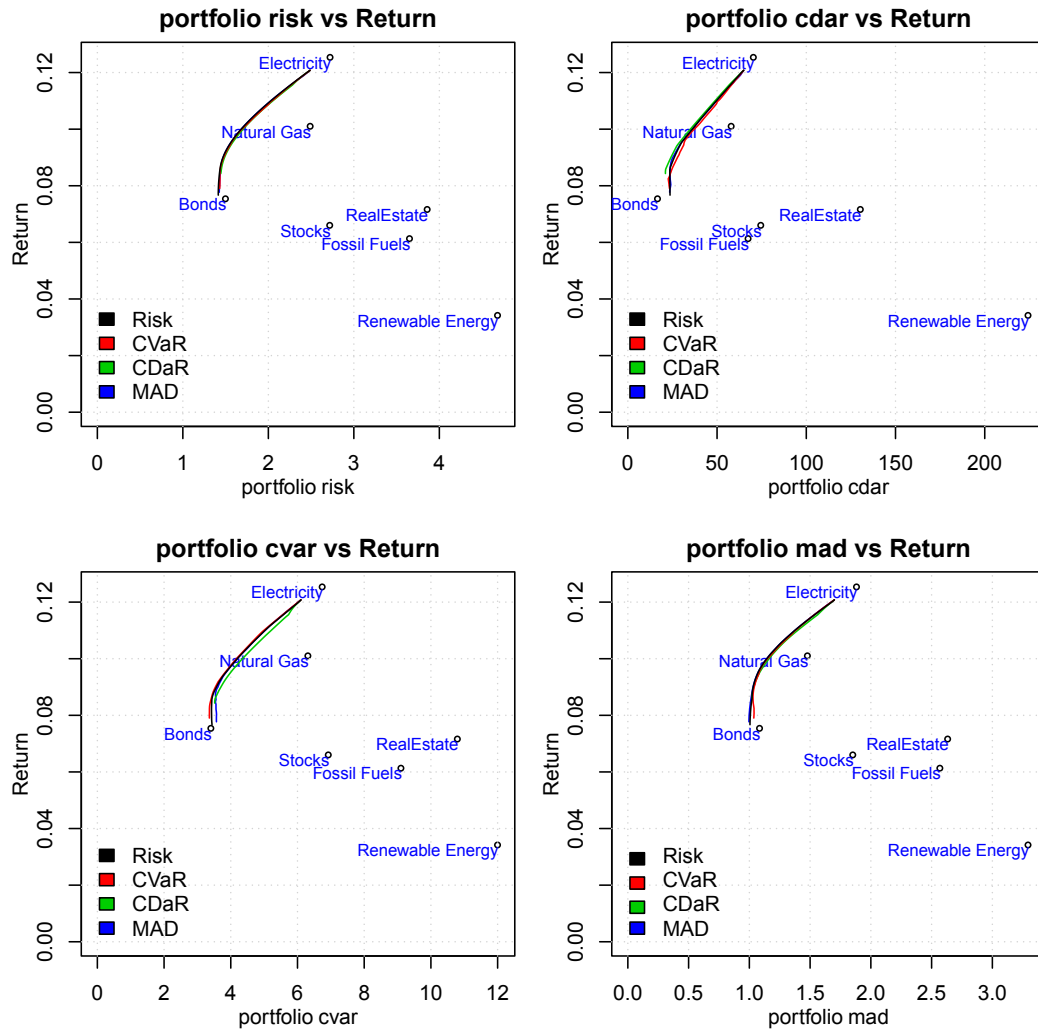 portfolio risk vs Return
Return
0.12
0.08
0.04
0.00
Electricity
Natural Gas
Bonds
RealEstate
Stocks
Fossil Fuels
Renewable Energy
Risk
CVaR
CDaR
MAD
0 1 2 3 4
portfolio risk
portfolio cdar vs Return
Return
0.12
0.08
0.04
0.00
Electricity
Natural Gas
Bonds
RealEstate
Stocks
Fossil Fuels
Renewable Energy
Risk
CVaR
CDaR
MAD
0 50 100 150 200
portfolio cdar
portfolio cvar vs Return
Return
0.12
0.08
0.04
0.00
Electricity
Natural Gas
Bonds
RealEstate
Stocks
Fossil Fuels
Renewable Energy
Risk
CVaR
CDaR
MAD
0 2 4 6 8 10 12
portfolio cvar
portfolio mad vs Return
Return
0.12
0.08
0.04
0.00
Electricity
Natural Gas
Bonds
RealEstate
Stocks
Fossil Fuels
Renewable Energy
Risk
CVaR
CDaR
MAD
0.0 0.5 1.0 1.5 2.0 2.5 3.0
portfolio mad